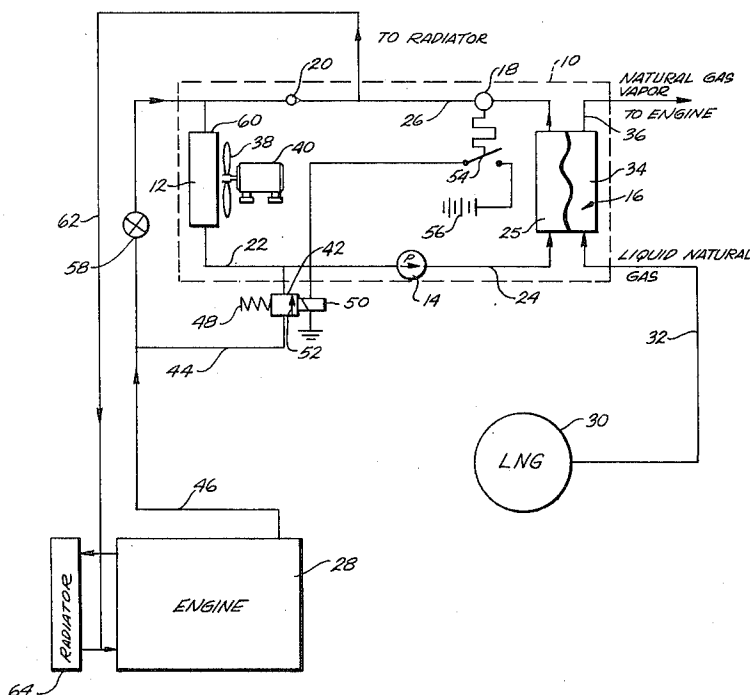 TO RADIATOR
20
18
10
NATURAL GAS
VAPOR
TO ENGINE
60
38
40
26
36
12
54
34
16
62
56
25
58
22
42
P
LIQUID NATURAL
GAS
50
14
24
48
52
44
32
30
LNG
46
28
ENGINE
RADIATOR
64